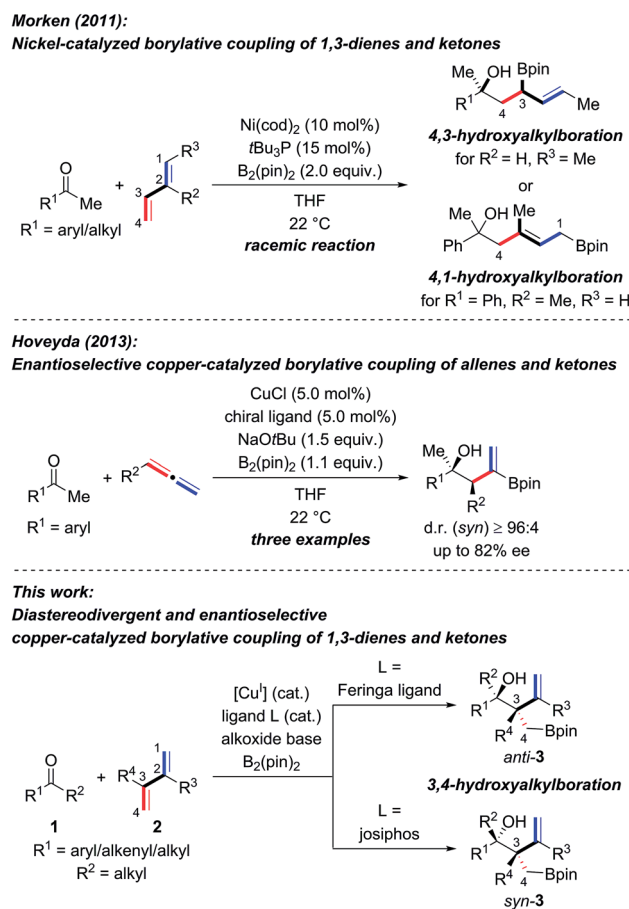 Morken (2011):
Nickel-catalyzed borylative coupling of 1,3-dienes and ketones
O
R1
Me
R1 = aryl/alkyl
+
1
R3
2
R2
3
4
Ni(cod)2 (10 mol%)
tBu3P (15 mol%)
B2(pin)2 (2.0 equiv.)
THF
22 °C
racemic reaction
Me
OH
Bpin
R1
4
3
Me
4,3-hydroxyalkylboration
for R2 = H, R3 = Me
or
Me
OH
Me
1
Ph
4
Bpin
4,1-hydroxyalkylboration
for R1 = Ph, R2 = Me, R3 = H
Hoveyda (2013):
Enantioselective copper-catalyzed borylative coupling of allenes and ketones
O
R1
Me
R1 = aryl
+
R2
CuCl (5.0 mol%)
chiral ligand (5.0 mol%)
NaOtBu (1.5 equiv.)
B2(pin)2 (1.1 equiv.)
THF
22 °C
three examples
Me
OH
R1
Bpin
R2
d.r. (syn) ≥ 96:4
up to 82% ee
This work:
Diastereodivergent and enantioselective
copper-catalyzed borylative coupling of 1,3-dienes and ketones
O
R1
R2
1
+
1
R4
2
3
R3
4
2
R1 = aryl/alkenyl/alkyl
R2 = alkyl
[CuI] (cat.)
ligand L (cat.)
alkoxide base
B2(pin)2
L =
Feringa ligand
R2
OH
3
R1
R3
R4
4
Bpin
anti-3
3,4-hydroxyalkylboration
L =
josiphos
R2
OH
3
R1
R3
R4
4
Bpin
syn-3